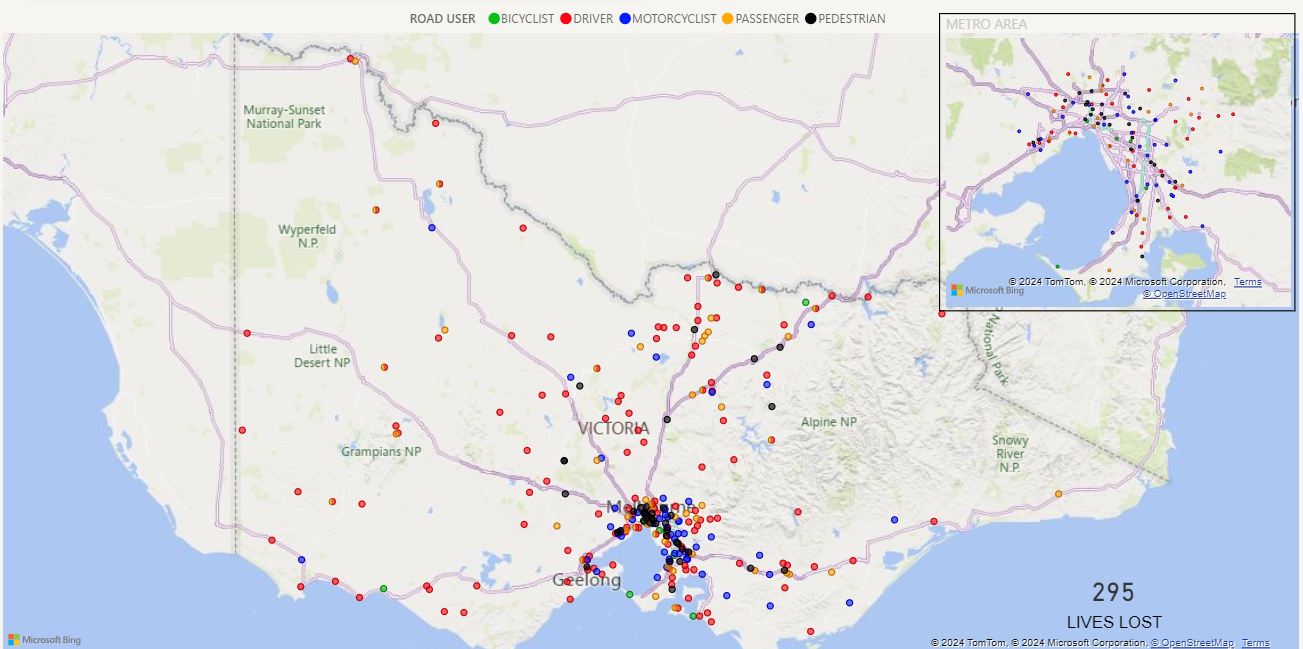 ROAD USER BICYCLIST DRIVER MOTORCYCLIST PASSENGER PEDESTRIAN
METRO AREA
Murray-Sunset
National Park
Wyperfeld
N.P.
© 2024 TomTom, © 2024 Microsoft Corporation, Terms
© OpenStreetMap
Microsoft Bing
National Park
Little
Desert NP
VICTORIA
Alpine NP
Grampians NP
Snowy
River
N.P.
Geelong
295
LIVES LOST
Microsoft Bing
© 2024 TomTom, © 2024 Microsoft Corporation, © OpenStreetMap Terms